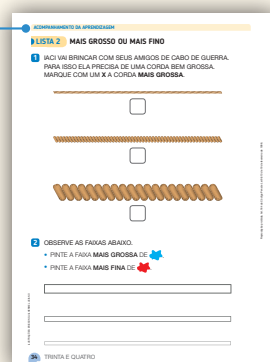 ACOMPANHAMENTO DA APRENDIZAGEM
LISTA 2 MAIS GROSSO OU MAIS FINO
1 IACI VAI BRINCAR COM SEUS AMIGOS DE CABO DE GUERRA.
PARA ISSO ELA PRECISA DE UMA CORDA BEM GROSSA.
MARQUE COM UM X A CORDA MAIS GROSSA.
2 OBSERVE AS FAIXAS ABAIXO.
• PINTE A FAIXA MAIS GROSSA DE
• PINTE A FAIXA MAIS FINA DE
34 TRINTA E QUATRO